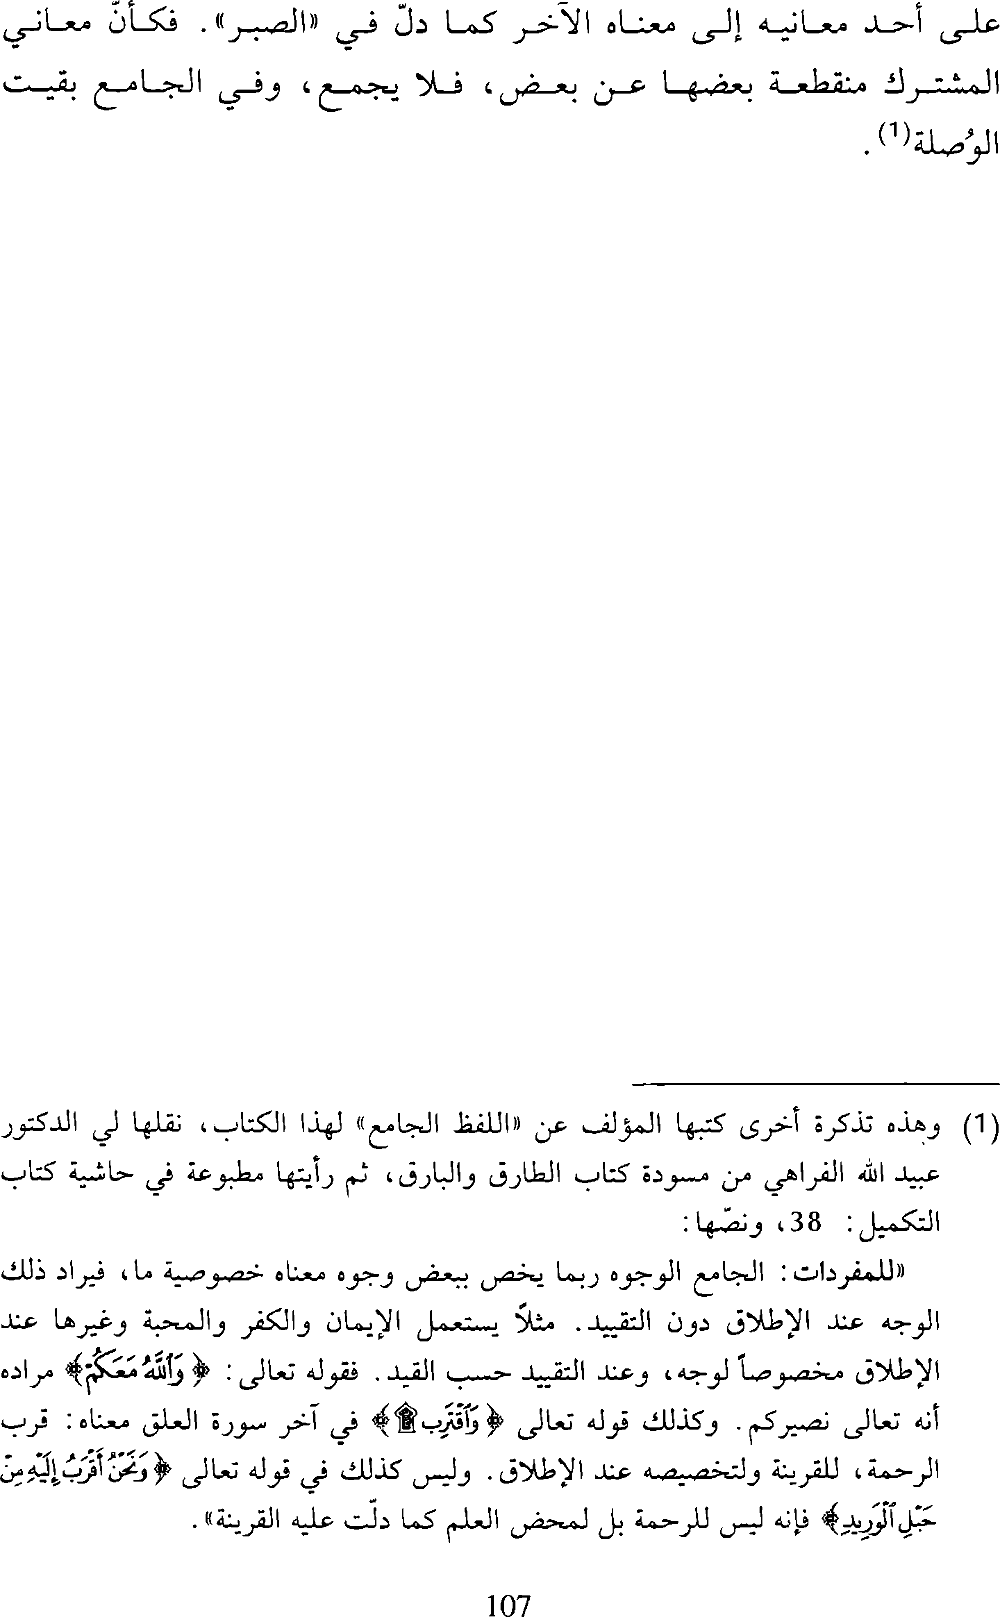 على أحد معانيه إلى معناه الآخر كما دلّ في «الصبر». فكأنّ معاني
المشترك منقطعة بعضها عن بعض، فلا يجمع، وفي الجامع بقيت
الوُصلة(1).
(1) وهذه تذكرة أخرى كتبها المؤلف عن «اللفظ الجامع» لهذا الكتاب، نقلها لي الدكتور
عبيد الله الفراهي من مسودة كتاب الطارق والبارق، ثم رأيتها مطبوعة في حاشية كتاب
التكميل: 38، ونصّها:
«للمفردات: الجامع الوجوه ربما يخص ببعض وجوه معناه خصوصية ما، فيراد ذلك
الوجه عند الإطلاق دون التقييد. مثلاً يستعمل الإيمان والكفر والمحبة وغيرها عند
الإطلاق مخصوصاً لوجه، وعند التقييد حسب القيد. فقوله تعالى: ﴿وَٱللَّهُ مَعَكُمْ﴾ مراده
أنه تعالى نصيركم. وكذلك قوله تعالى ﴿وَٱقْتَرِب ۩﴾ في آخر سورة العلق معناه: قرب
الرحمة، للقرينة ولتخصيصه عند الإطلاق. وليس كذلك في قوله تعالى ﴿وَنَحْنُ أَقْرَبُ إِلَيْهِ مِنْ
حَبْلِ ٱلْوَرِيدِ﴾ فإنه ليس للرحمة بل لمحض العلم كما دلّت عليه القرينة».
107